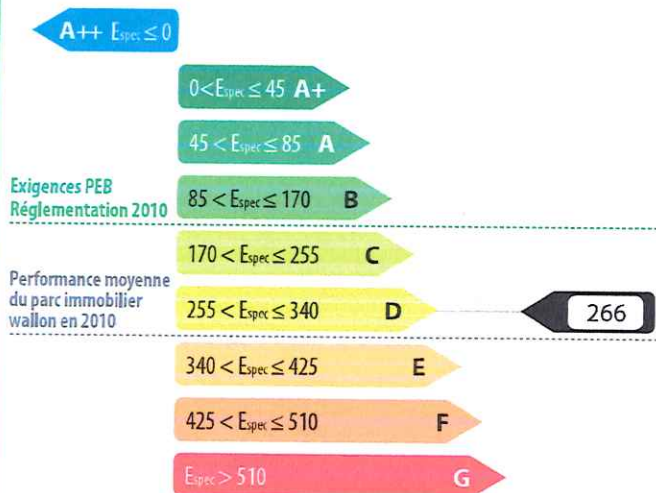 A++ Espec ≤ 0
0 < Espec ≤ 45 A+
45 < Espec ≤ 85 A
Exigences PEB
Réglementation 2010
85 < Espec ≤ 170 B
170 < Espec ≤ 255 C
Performance moyenne
du parc immobilier
wallon en 2010
255 < Espec ≤ 340 D
266
340 < Espec ≤ 425 E
425 < Espec ≤ 510 F
Espec > 510 G